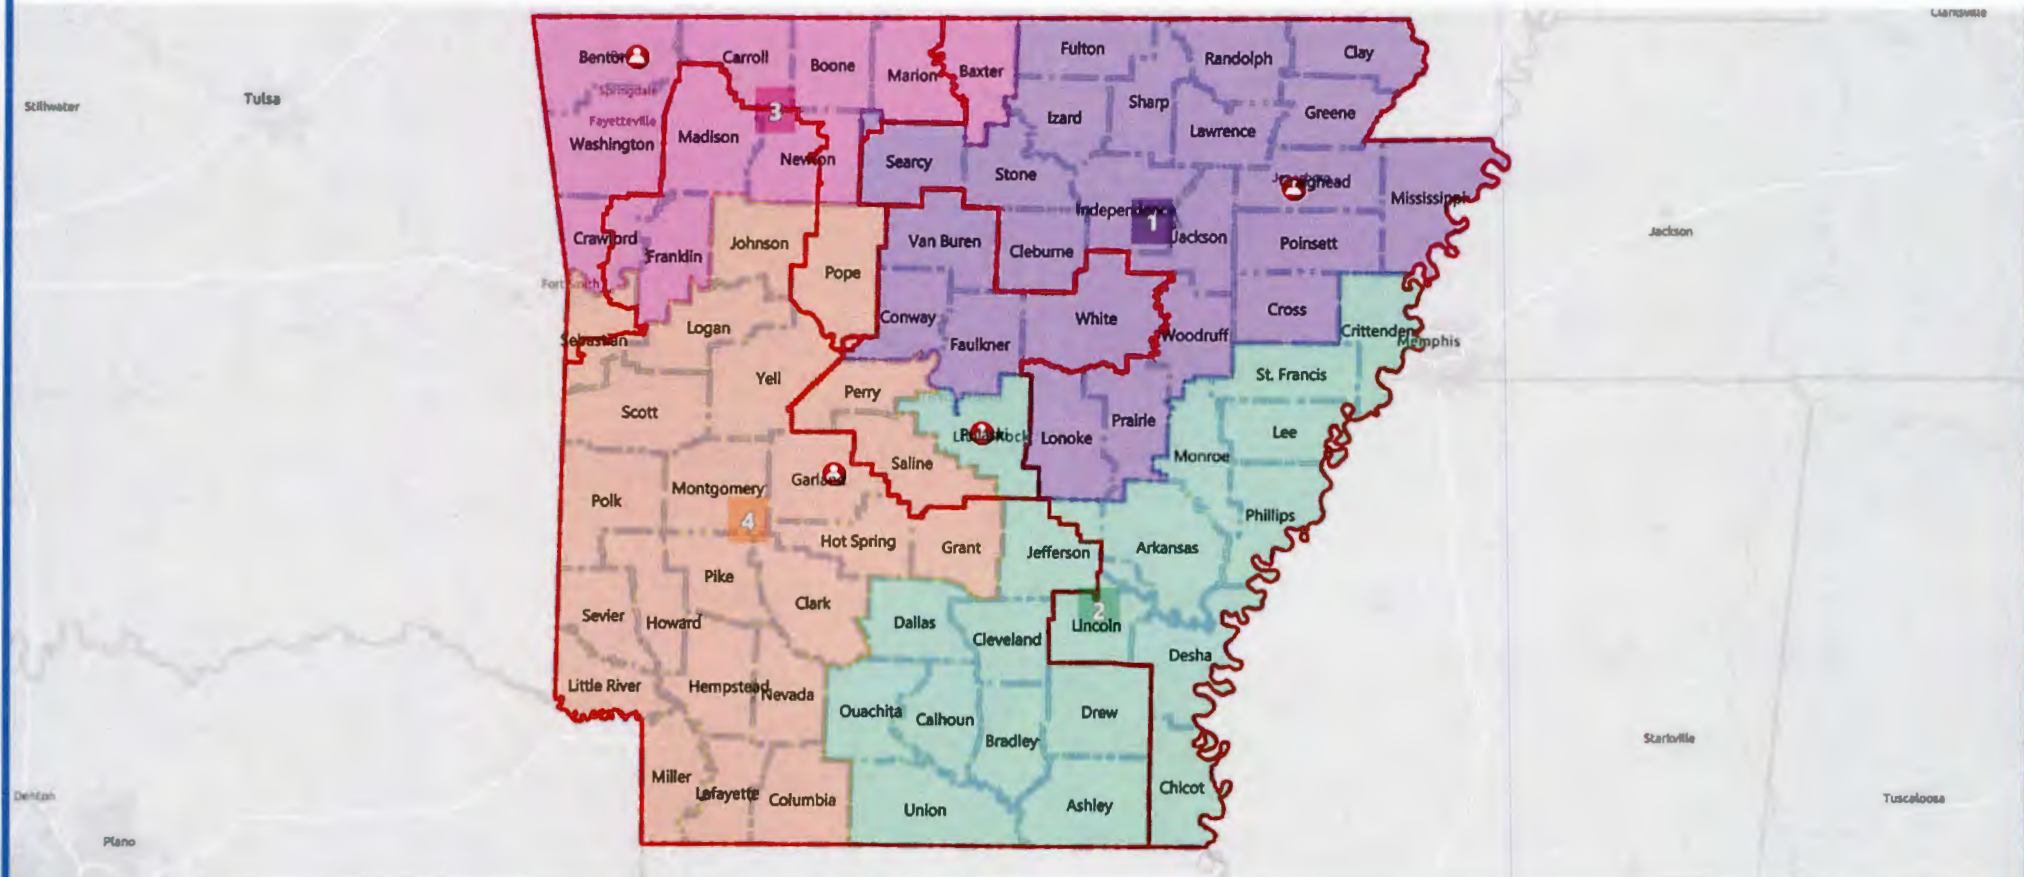 Clarksville
Stillwater
Tulsa
Benton
Carroll
Boone
Marion
Baxter
Fulton
Randolph
Clay
Springdale
Fayetteville
Washington
Madison
3
Newton
Searcy
Izard
Sharp
Lawrence
Greene
Stone
Craighead
Mississippi
Independence
1
Jackson
Poinsett
Jackson
Crawford
Franklin
Johnson
Pope
Van Buren
Cleburne
Fort Smith
Sebastian
Logan
Conway
Faulkner
White
Woodruff
Cross
Crittenden
Memphis
Scott
Yell
Perry
St. Francis
Lee
Prairie
Lonoke
Monroe
Saline
Garland
Polk
Montgomery
4
Phillips
Hot Spring
Grant
Jefferson
Arkansas
Pike
Clark
Sevier
Howard
Dallas
Cleveland
2
Lincoln
Desha
Little River
Hempstead
Nevada
Ouachita
Calhoun
Bradley
Drew
Starkville
Miller
Lafayette
Columbia
Union
Ashley
Chicot
Denton
Plano
Tuscaloosa